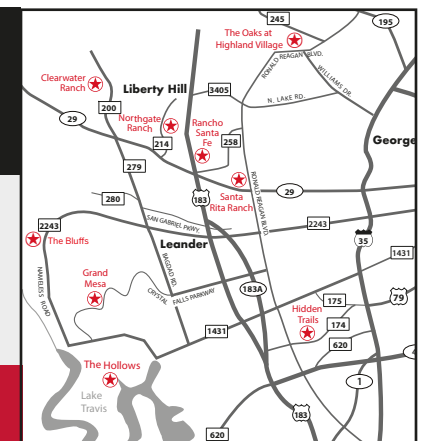 245
195
The Oaks at
Highland Village
RONALD REAGAN BLVD.
WILLIAMS DR.
Clearwater
Ranch
Liberty Hill
3405
N. LAKE RD.
200
29
Northgate
Ranch
Rancho
Santa
Fe
214
258
George
279
RONALD REAGAN BLVD.
280
183
Santa
Rita Ranch
29
2243
SAN GABRIEL PKWY.
2243
The Bluffs
Leander
35
1431
NAMELESS ROAD
Grand
Mesa
BAGDAD RD.
CRYSTAL FALLS PARKWAY
183A
175
79
Hidden
Trails
174
1431
620
The Hollows
1
Lake
Travis
183
620